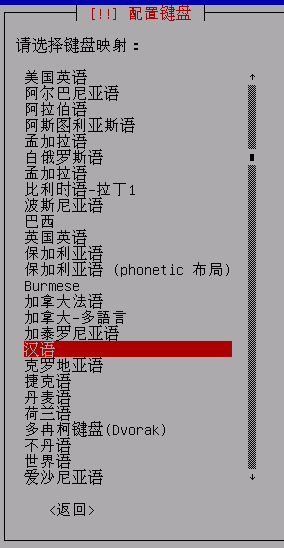 [!!] 配置键盘
请选择键盘映射：
美国英语
阿尔巴尼亚语
阿拉伯语
阿斯图利亚斯语
孟加拉语
白俄罗斯语
孟加拉语
比利时语-拉丁1
波斯尼亚语
巴西
英国英语
保加利亚语
保加利亚语 (phonetic 布局)
Burmese
加拿大法语
加拿大-多語言
加泰罗尼亚语
汉语
克罗地亚语
捷克语
丹麦语
荷兰语
多冉柯键盘(Dvorak)
不丹语
世界语
爱沙尼亚语
<返回>